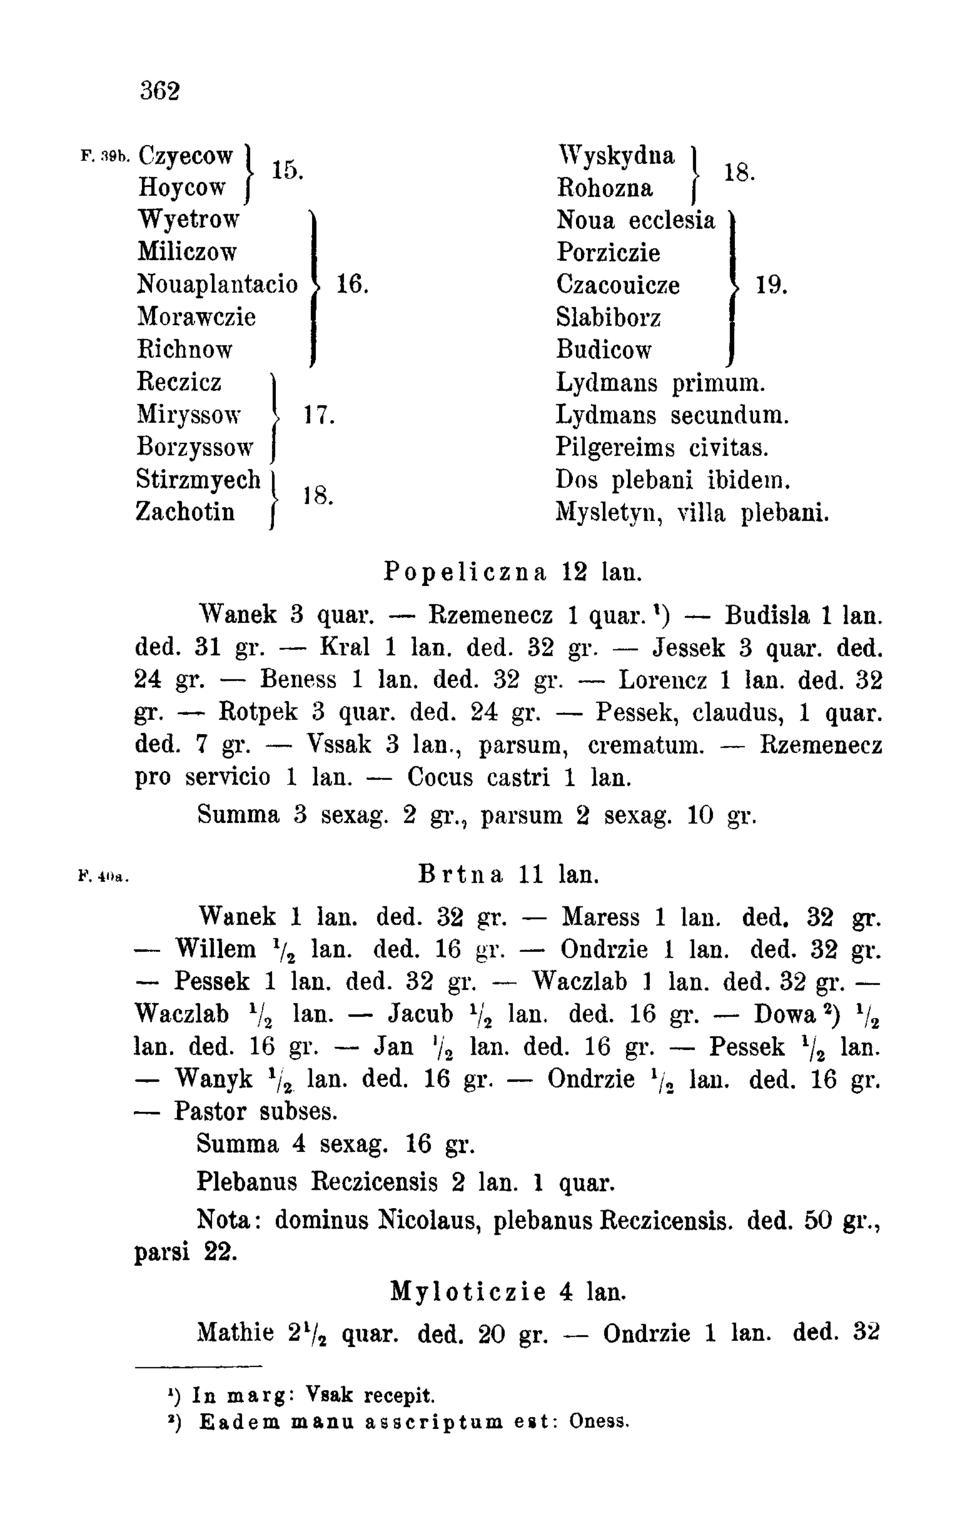 362
F. 39b. Czyecow
Hoycow } 15.
Wyetrow
Miliczow
Nouaplantacio } 16.
Morawczie
Richnow
Reczicz
Miryssow } 17.
Borzyssow
Stirzmyech
Zachotin } 18.
Wyskydna
Rohozna } 18.
Noua ecclesia
Porziczie
Czacouicze } 19.
Slabiborz
Budicow
Lydmans primum.
Lydmans secundum.
Pilgereims civitas.
Dos plebani ibidem.
Mysletyn, villa plebani.
Popeliczna 12 lan.
Wanek 3 quar. — Rzemenecz 1 quar.¹) — Budisla 1 lan.
ded. 31 gr. — Kral 1 lan. ded. 32 gr. — Jessek 3 quar. ded.
24 gr. — Beness 1 lan. ded. 32 gr. — Lorencz 1 lan. ded. 32
gr. — Rotpek 3 quar. ded. 24 gr. — Pessek, claudus, 1 quar.
ded. 7 gr. — Vssak 3 lan., parsum, crematum. — Rzemenecz
pro servicio 1 lan. — Cocus castri 1 lan.
Summa 3 sexag. 2 gr., parsum 2 sexag. 10 gr.
F. 40a. Brtna 11 lan.
Wanek 1 lan. ded. 32 gr. — Maress 1 lan. ded. 32 gr.
— Willem ½ lan. ded. 16 gr. — Ondrzie 1 lan. ded. 32 gr.
— Pessek 1 lan. ded. 32 gr. — Waczlab 1 lan. ded. 32 gr. —
Waczlab ½ lan. — Jacub ½ lan. ded. 16 gr. — Dowa²) ½
lan. ded. 16 gr. — Jan ½ lan. ded. 16 gr. — Pessek ½ lan.
— Wanyk ½ lan. ded. 16 gr. — Ondrzie ½ lan. ded. 16 gr.
— Pastor subses.
Summa 4 sexag. 16 gr.
Plebanus Reczicensis 2 lan. 1 quar.
Nota: dominus Nicolaus, plebanus Reczicensis. ded. 50 gr.,
parsi 22.
Myloticzie 4 lan.
Mathie 2½ quar. ded. 20 gr. — Ondrzie 1 lan. ded. 32
¹) In marg: Vsak recepit.
²) Eadem manu asscriptum est: Oness.